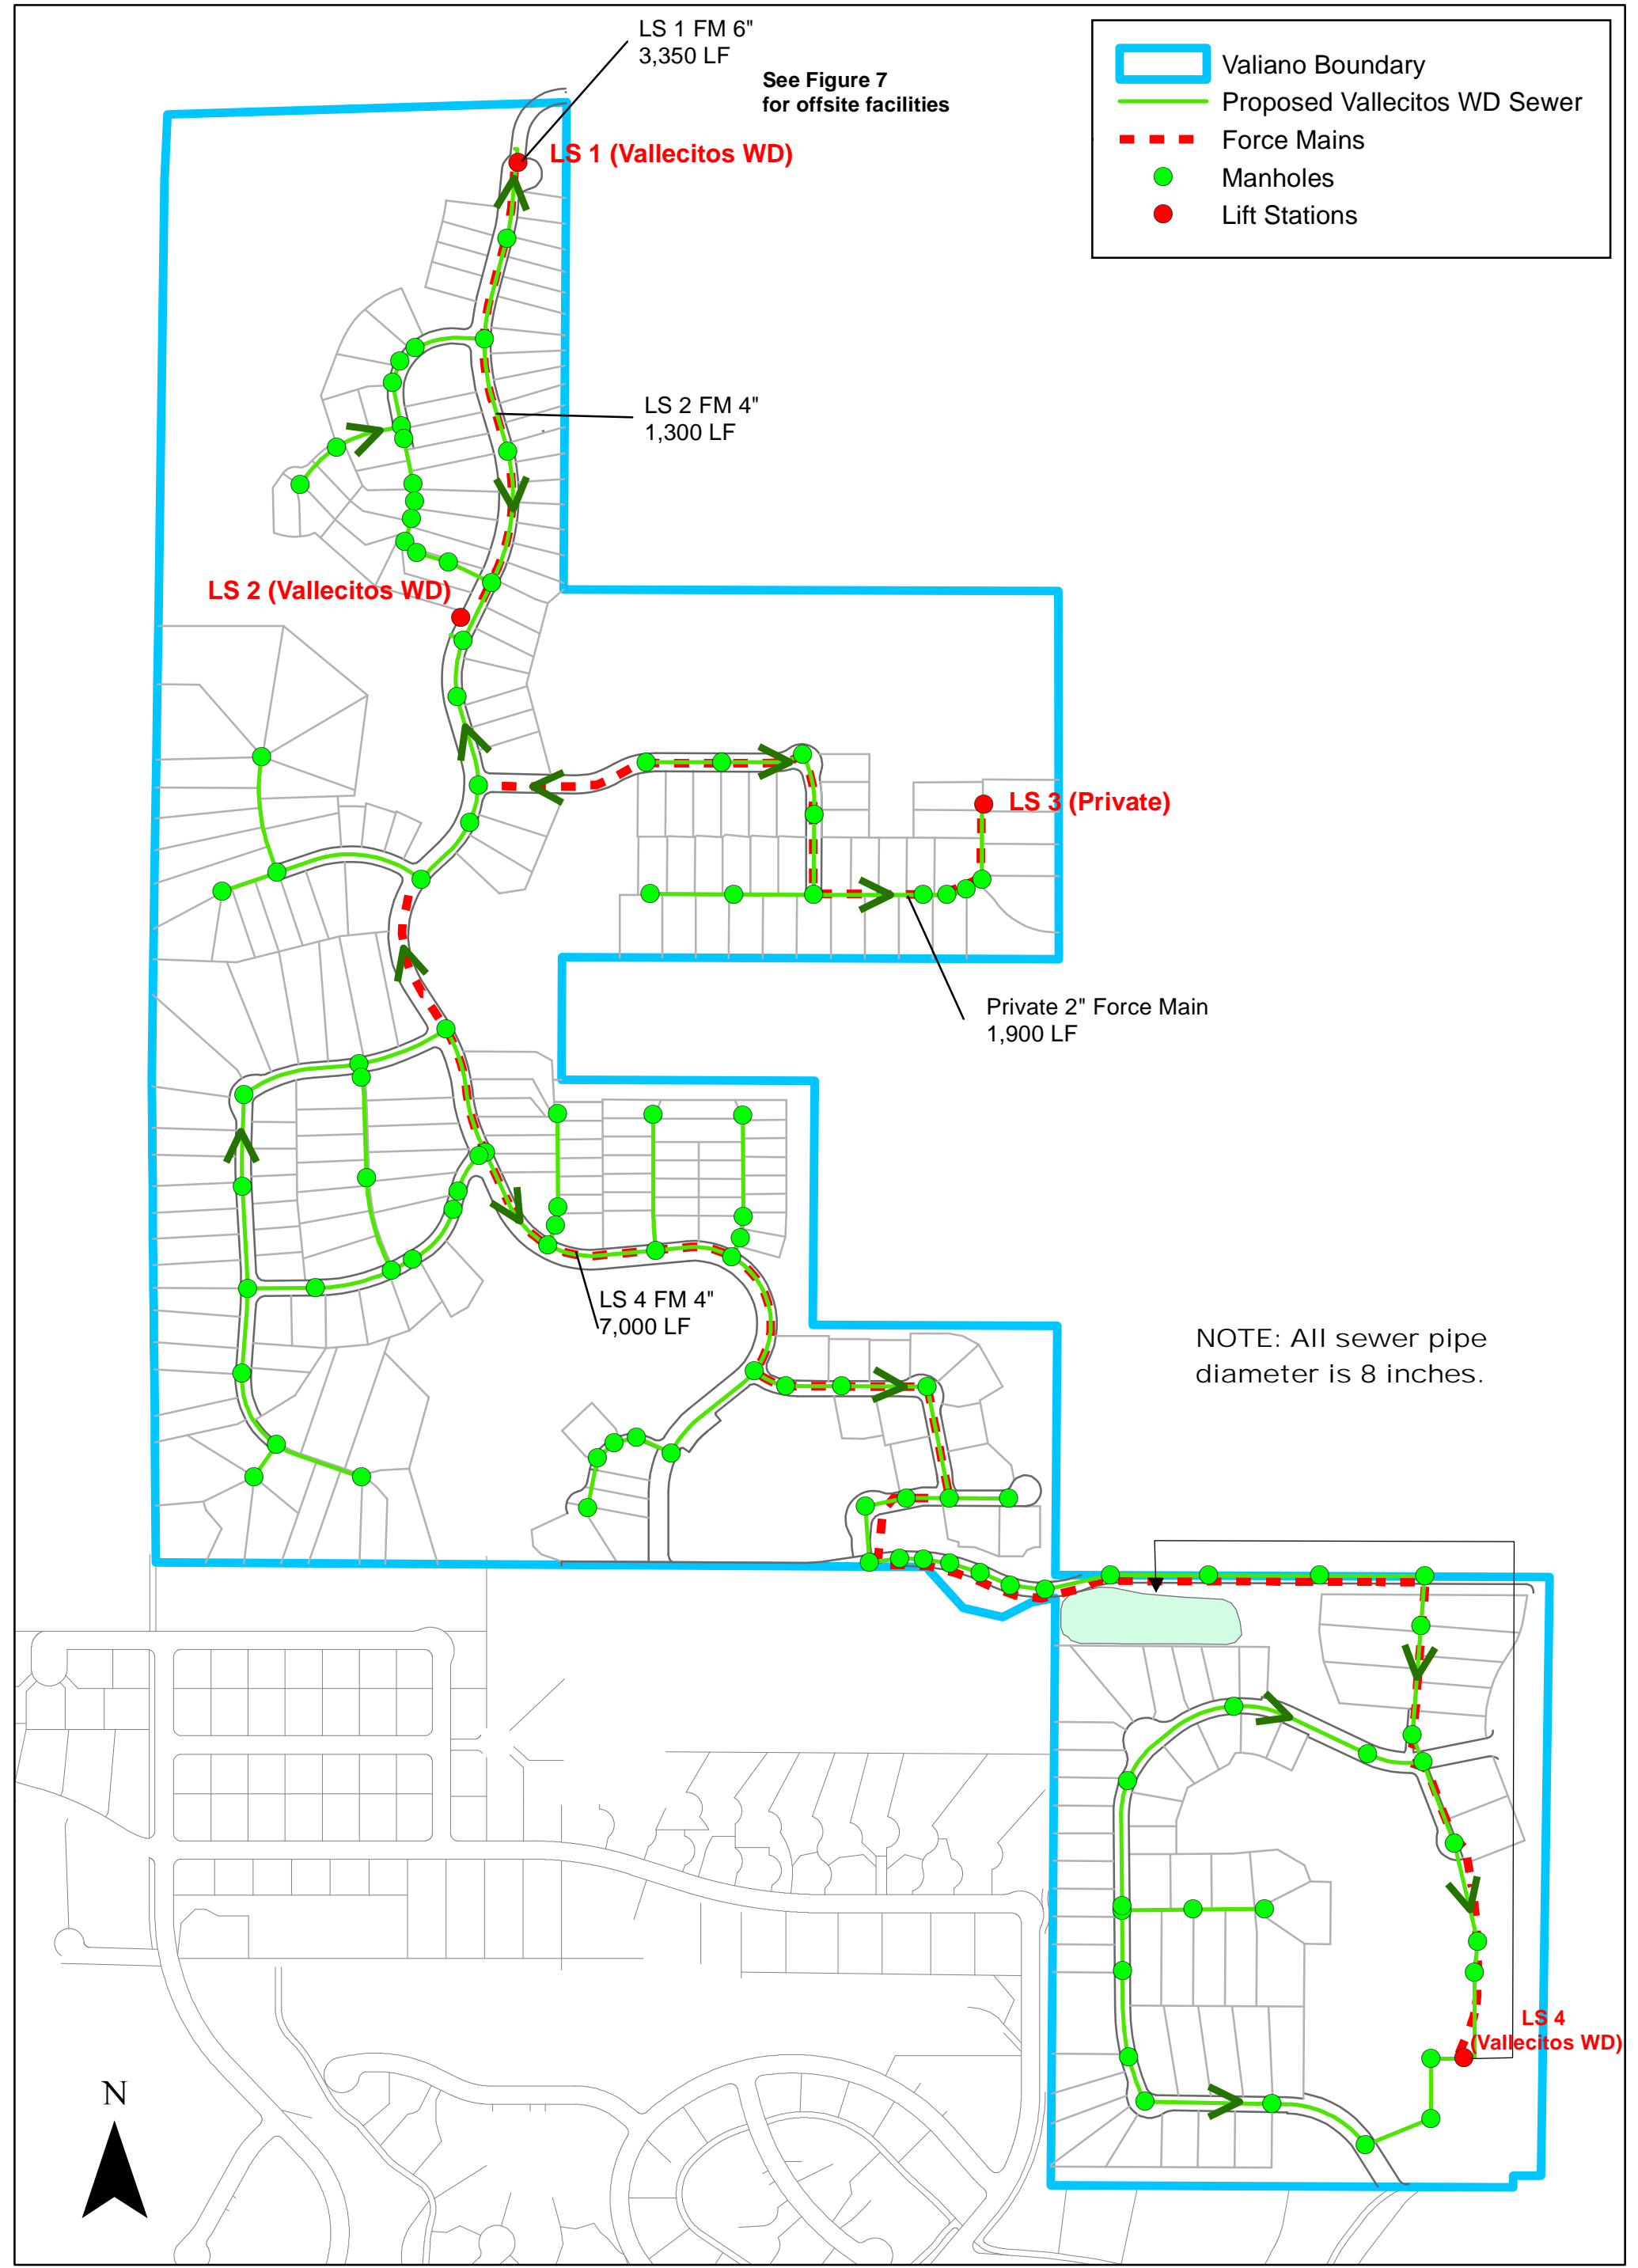 LS 1 FM 6"
3,350 LF
See Figure 7
for offsite facilities
Valiano Boundary
Proposed Vallecitos WD Sewer
Force Mains
Manholes
Lift Stations
LS 1 (Vallecitos WD)
LS 2 FM 4"
1,300 LF
LS 2 (Vallecitos WD)
LS 3 (Private)
Private 2" Force Main
1,900 LF
LS 4 FM 4"
7,000 LF
NOTE: All sewer pipe
diameter is 8 inches.
LS 4
(Vallecitos WD)
N